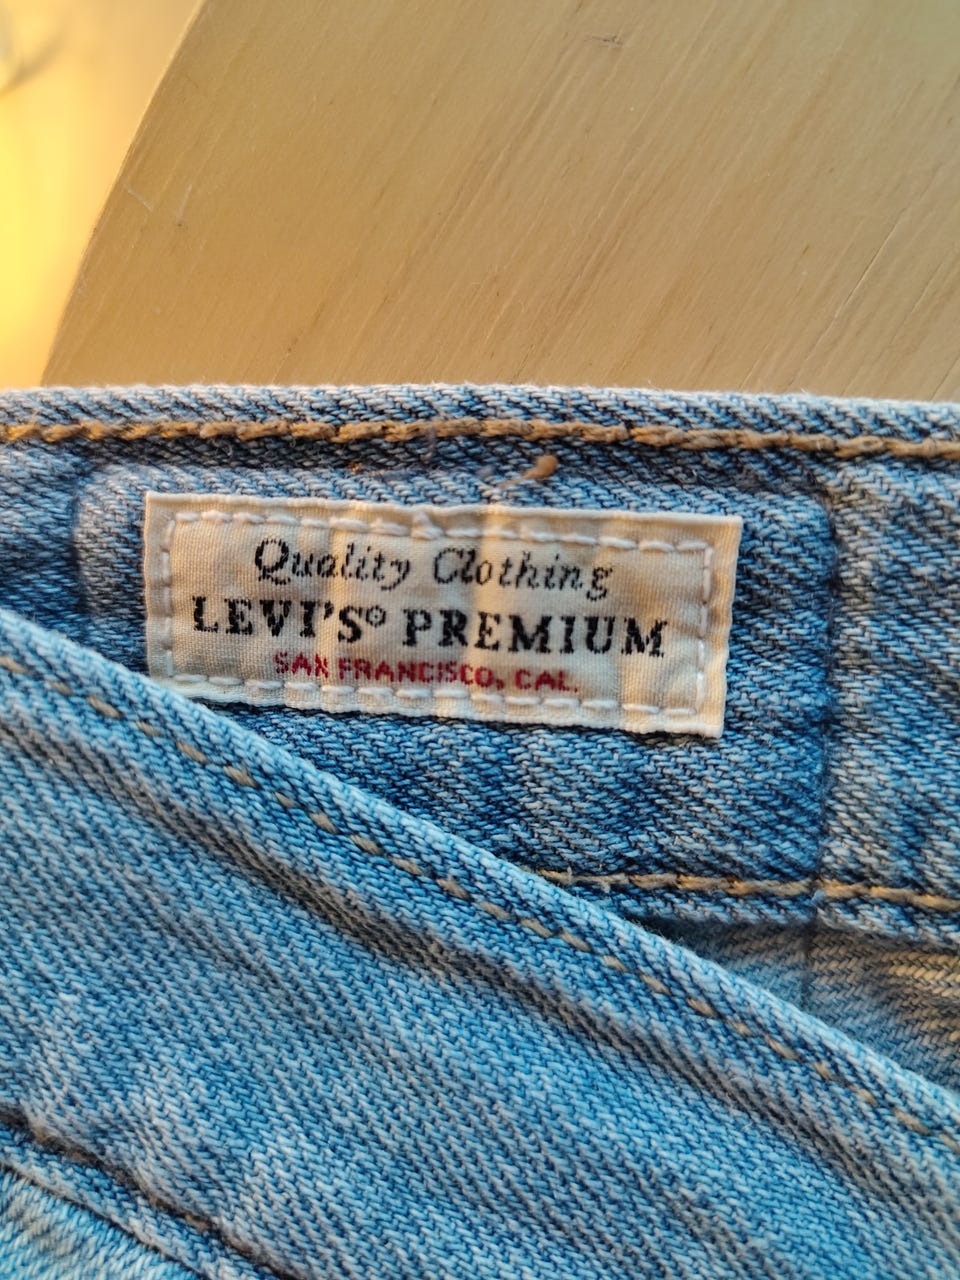 Quality Clothing
LEVI'S® PREMIUM
SAN FRANCISCO, CAL.